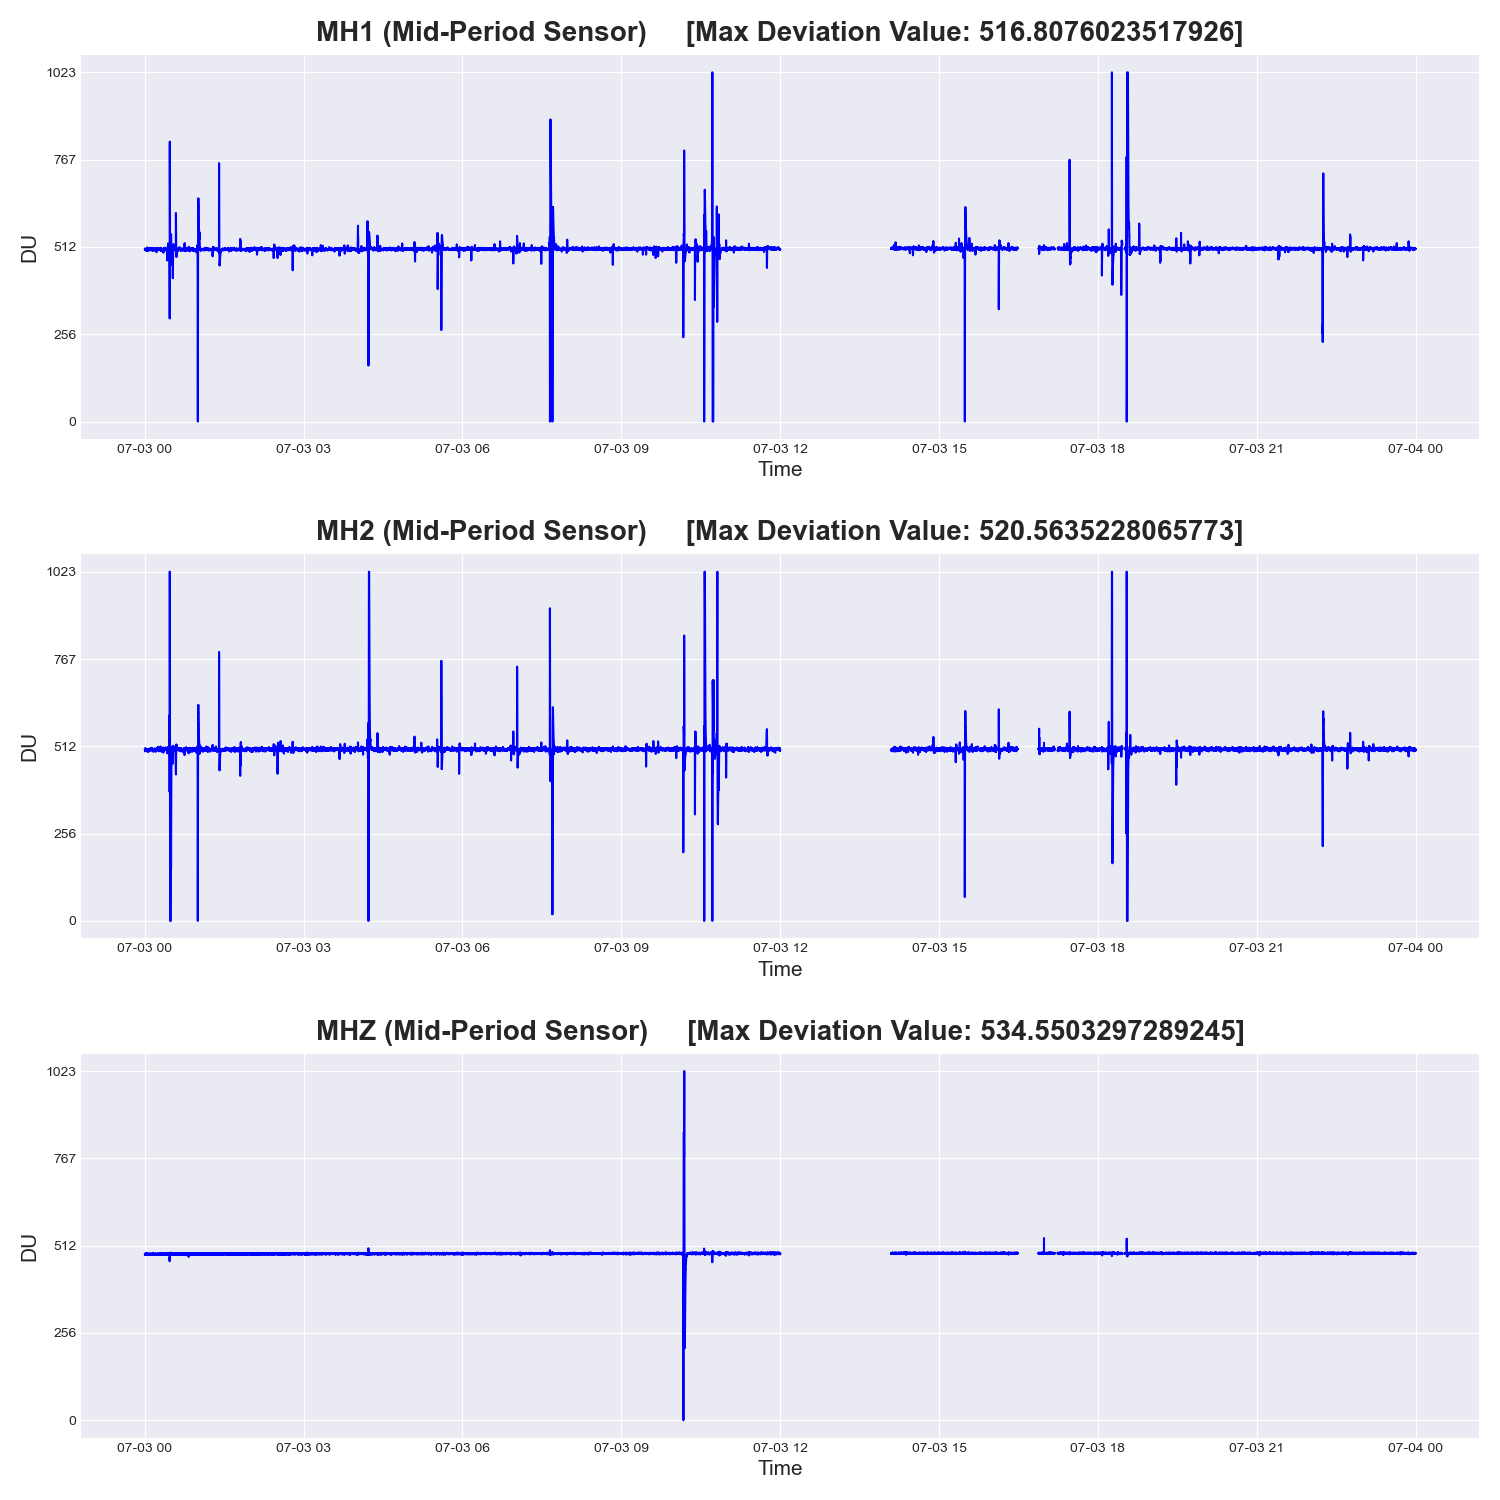 MH1 (Mid-Period Sensor) [Max Deviation Value: 516.8076023517926]
1023
767
512
256
0
DU
07-03 00 07-03 03 07-03 06 07-03 09 07-03 12 07-03 15 07-03 18 07-03 21 07-04 00
Time
MH2 (Mid-Period Sensor) [Max Deviation Value: 520.5635228065773]
1023
767
512
256
0
DU
07-03 00 07-03 03 07-03 06 07-03 09 07-03 12 07-03 15 07-03 18 07-03 21 07-04 00
Time
MHZ (Mid-Period Sensor) [Max Deviation Value: 534.5503297289245]
1023
767
512
256
0
DU
07-03 00 07-03 03 07-03 06 07-03 09 07-03 12 07-03 15 07-03 18 07-03 21 07-04 00
Time